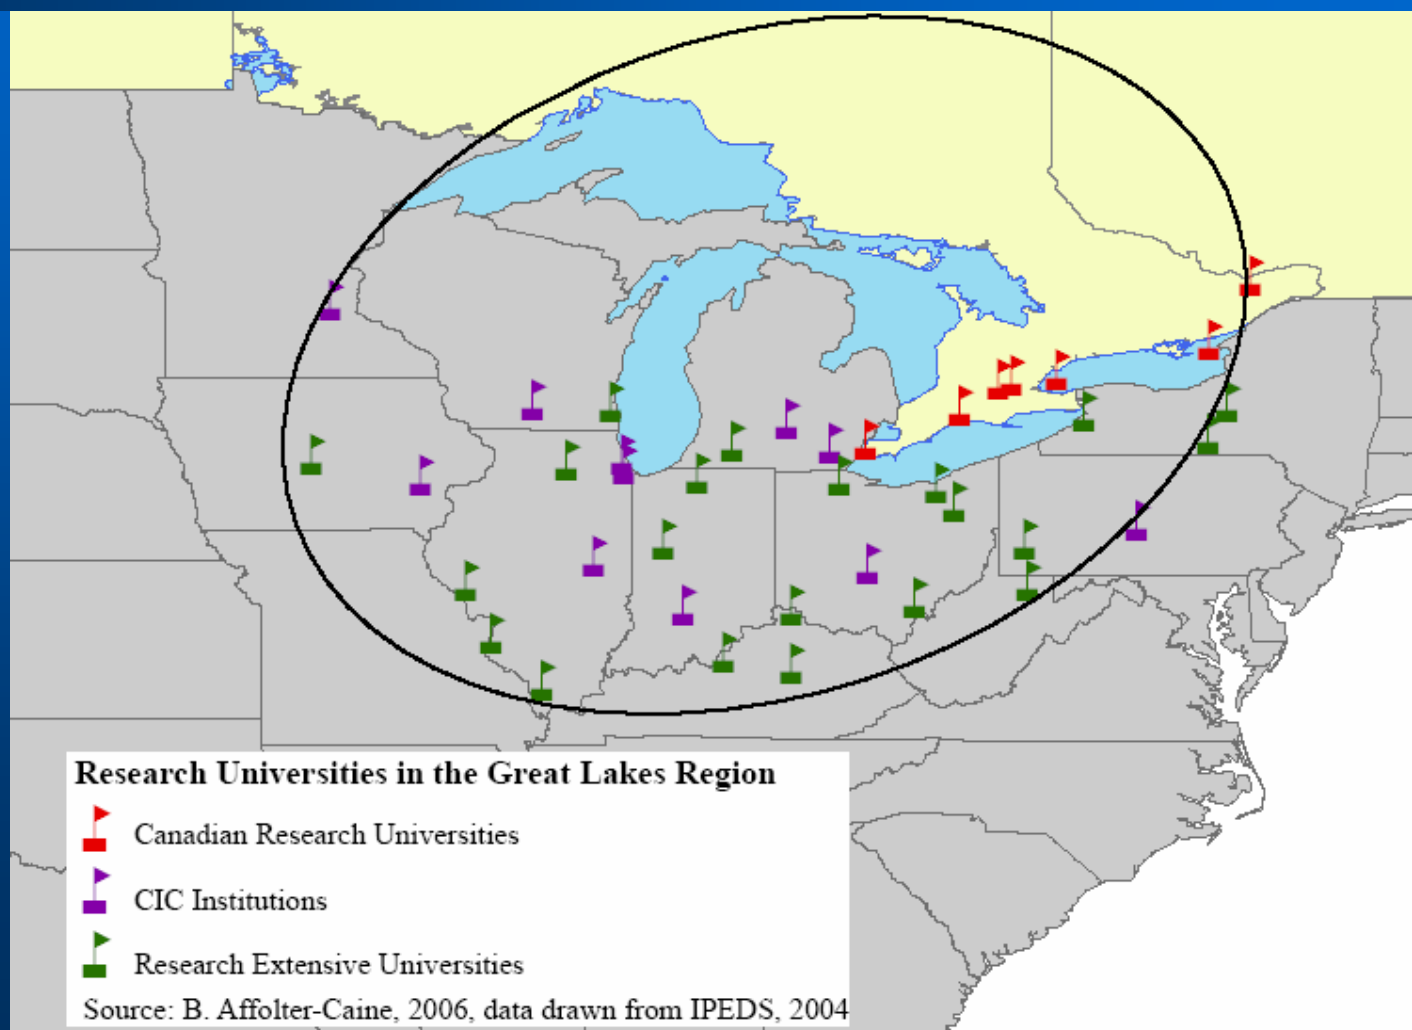 Research Universities in the Great Lakes Region
Canadian Research Universities
CIC Institutions
Research Extensive Universities
Source: B. Affolter-Caine, 2006, data drawn from IPEDS, 2004